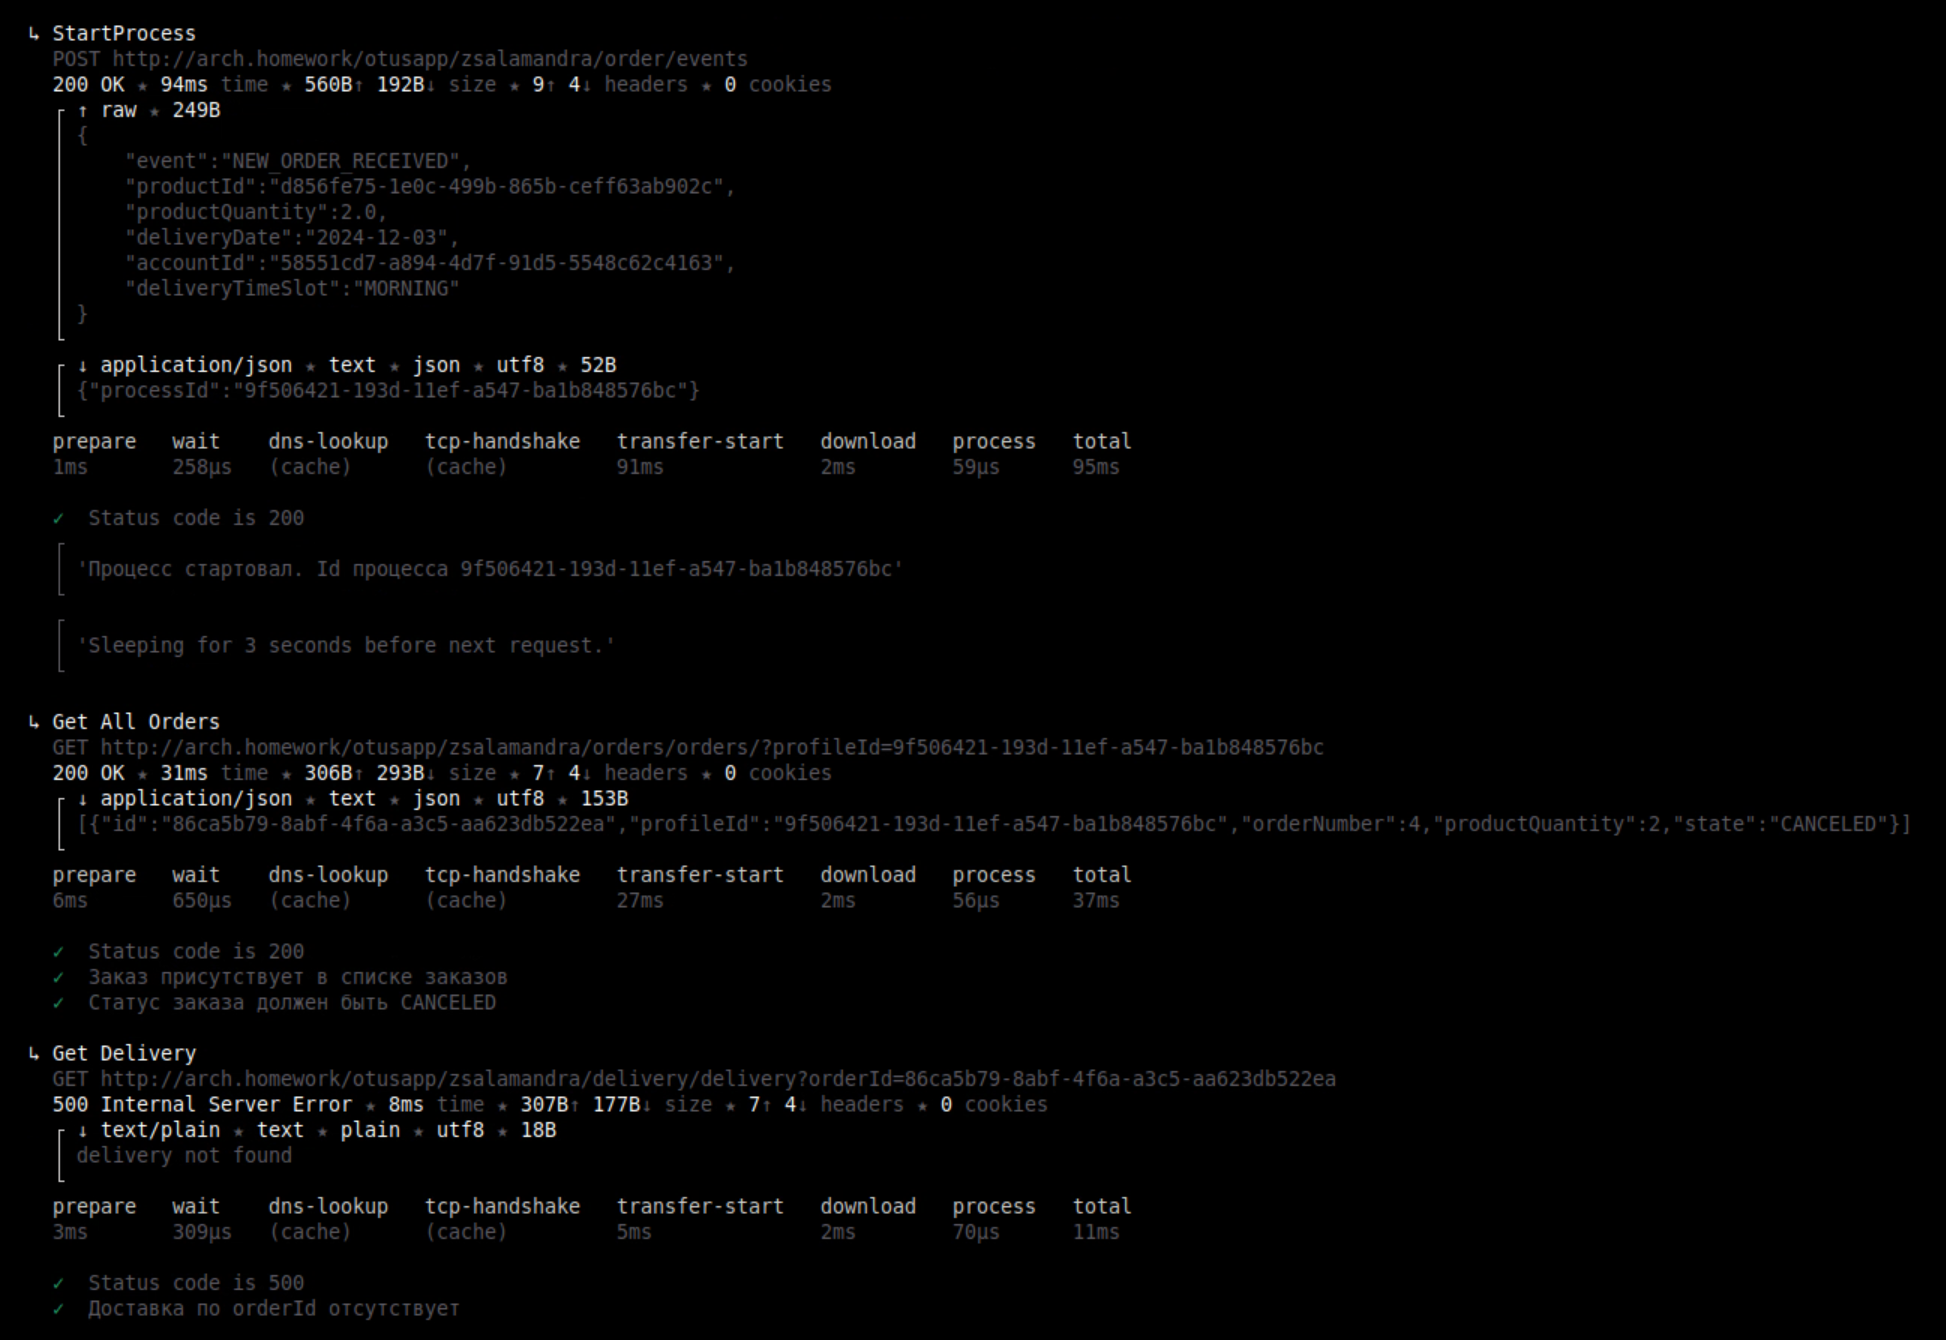 ↳ StartProcess
POST http://arch.homework/otusapp/zsalamandra/order/events
200 OK ★ 94ms time ★ 560B↑ 192B↓ size ★ 9↑ 4↓ headers ★ 0 cookies
↑ raw ★ 249B
{
"event":"NEW_ORDER_RECEIVED",
"productId":"d856fe75-1e0c-499b-865b-ceff63ab902c",
"productQuantity":2.0,
"deliveryDate":"2024-12-03",
"accountId":"58551cd7-a894-4d7f-91d5-5548c62c4163",
"deliveryTimeSlot":"MORNING"
}
↓ application/json ★ text ★ json ★ utf8 ★ 52B
{"processId":"9f506421-193d-11ef-a547-ba1b848576bc"}
prepare wait dns-lookup tcp-handshake transfer-start download process total
1ms 258µs (cache) (cache) 91ms 2ms 59µs 95ms
✓ Status code is 200
'Процесс стартовал. Id процесса 9f506421-193d-11ef-a547-ba1b848576bc'
'Sleeping for 3 seconds before next request.'
↳ Get All Orders
GET http://arch.homework/otusapp/zsalamandra/orders/orders/?profileId=9f506421-193d-11ef-a547-ba1b848576bc
200 OK ★ 31ms time ★ 306B↑ 293B↓ size ★ 7↑ 4↓ headers ★ 0 cookies
↓ application/json ★ text ★ json ★ utf8 ★ 153B
[{"id":"86ca5b79-8abf-4f6a-a3c5-aa623db522ea","profileId":"9f506421-193d-11ef-a547-ba1b848576bc","orderNumber":4,"productQuantity":2,"state":"CANCELED"}]
prepare wait dns-lookup tcp-handshake transfer-start download process total
6ms 650µs (cache) (cache) 27ms 2ms 56µs 37ms
✓ Status code is 200
✓ Заказ присутствует в списке заказов
✓ Статус заказа должен быть CANCELED
↳ Get Delivery
GET http://arch.homework/otusapp/zsalamandra/delivery/delivery?orderId=86ca5b79-8abf-4f6a-a3c5-aa623db522ea
500 Internal Server Error ★ 8ms time ★ 307B↑ 177B↓ size ★ 7↑ 4↓ headers ★ 0 cookies
↓ text/plain ★ text ★ plain ★ utf8 ★ 18B
delivery not found
prepare wait dns-lookup tcp-handshake transfer-start download process total
3ms 309µs (cache) (cache) 5ms 2ms 70µs 11ms
✓ Status code is 500
✓ Доставка по orderId отсутствует